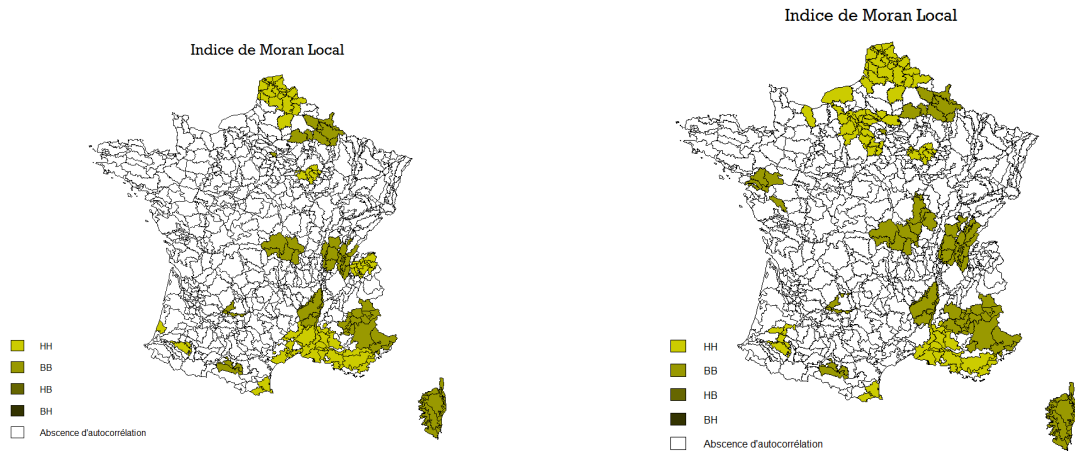 Indice de Moran Local
HH
BB
HB
BH
Abscence d'autocorrélation
Indice de Moran Local
HH
BB
HB
BH
Abscence d'autocorrélation